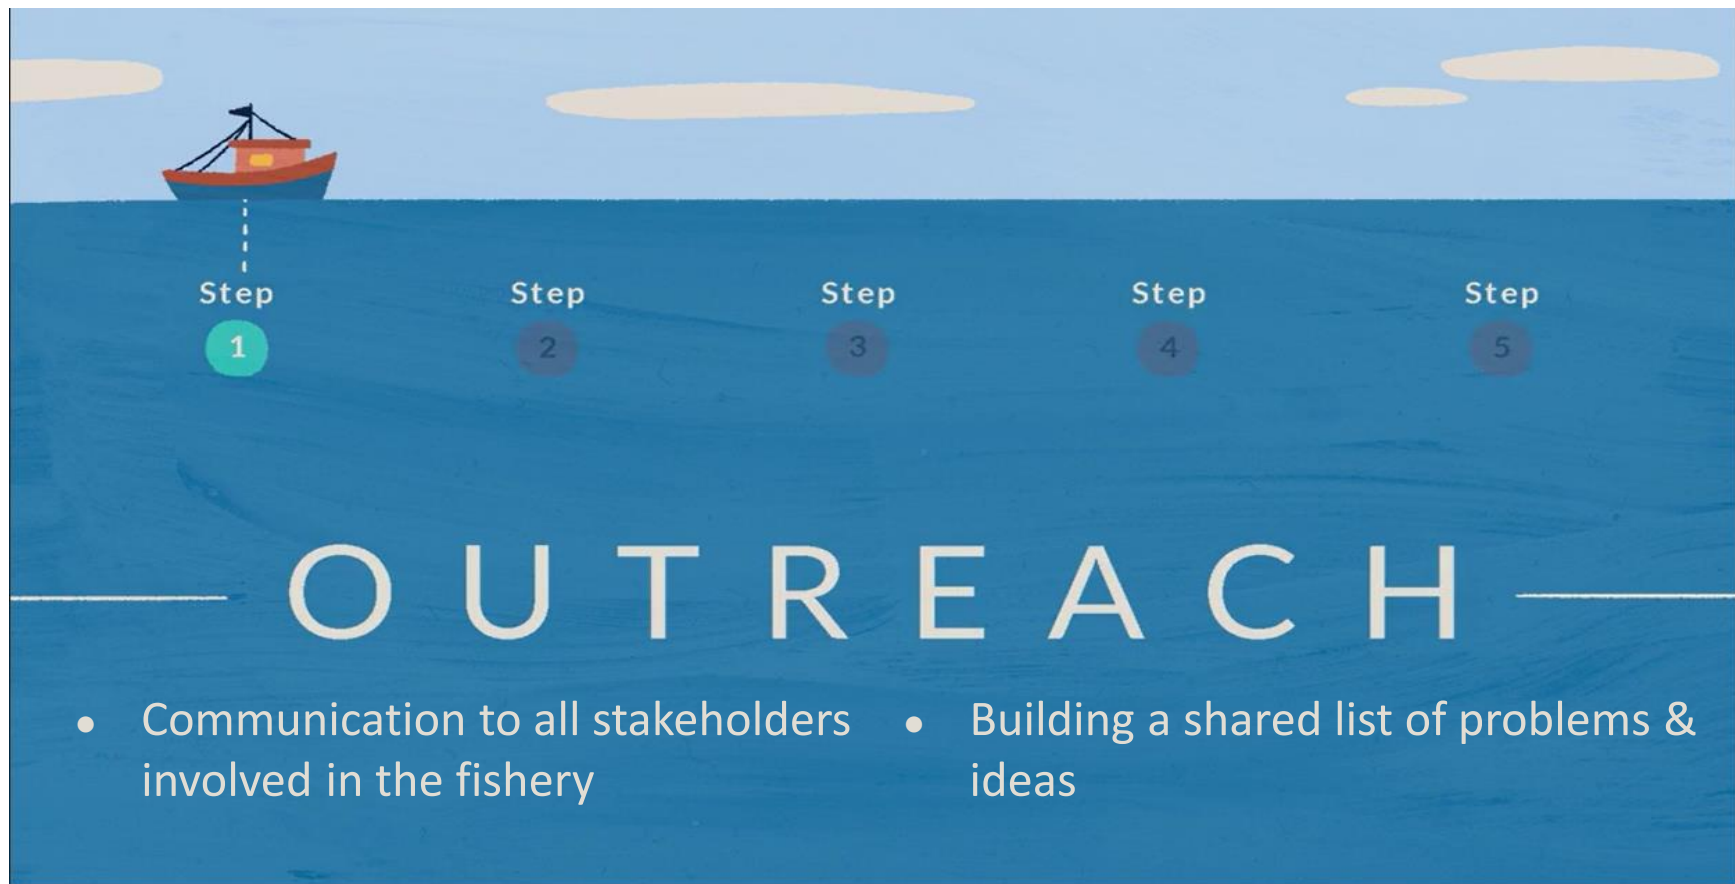 Step Step Step Step Step
1 2 3 4 5
OUTREACH
• Communication to all stakeholders
involved in the fishery
• Building a shared list of problems &
ideas